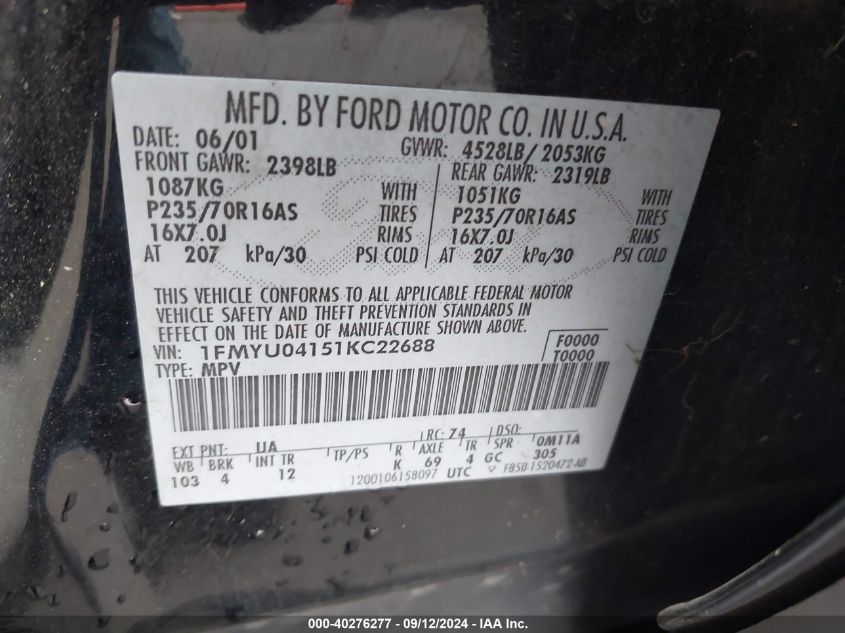 MFD. BY FORD MOTOR CO. IN U.S.A.
DATE: 06/01 GVWR: 4528LB/ 2053KG
FRONT GAWR: 2398LB REAR GAWR: 2319LB
1087KG WITH 1051KG WITH
P235/70R16AS TIRES P235/70R16AS TIRES
16X7.0J RIMS 16X7.0J RIMS
AT 207 kPa/30 PSI COLD AT 207 kPa/30 PSI COLD
THIS VEHICLE CONFORMS TO ALL APPLICABLE FEDERAL MOTOR
VEHICLE SAFETY AND THEFT PREVENTION STANDARDS IN
EFFECT ON THE DATE OF MANUFACTURE SHOWN ABOVE.
VIN: 1FMYU04151KC22688 F0000
TYPE: MPV T0000
EXT PNT: UA RC: 74 DSO:
WB BRK INT TR TP/PS R AXLE TR SPR 0M11A
103 4 12 K 69 4 GC 305
1200106158097 UTC F85B-1520472-AB
000-40276277 - 09/12/2024 - IAA Inc.